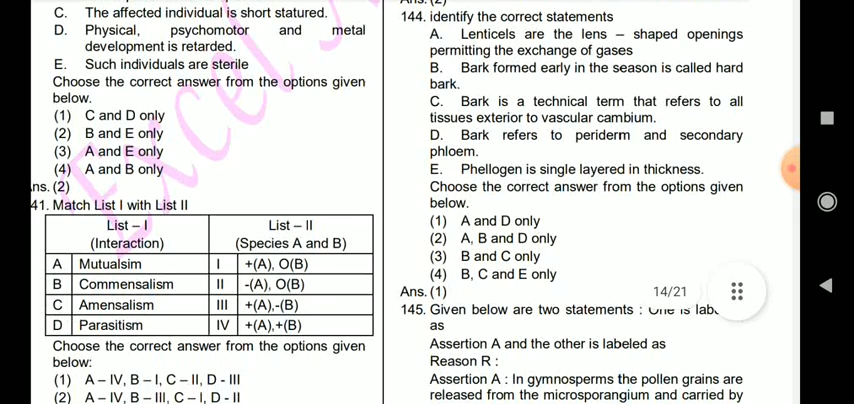 C. The affected individual is short statured.
D. Physical, psychomotor and metal
development is retarded.
E. Such individuals are sterile
Choose the correct answer from the options given
below.
(1) C and D only
(2) B and E only
(3) A and E only
(4) A and B only
ns. (2)
41. Match List I with List II
List – I
(Interaction)
List – II
(Species A and B)
A Mutualsim I +(A), O(B)
B Commensalism II -(A), O(B)
C Amensalism III +(A),-(B)
D Parasitism IV +(A),+(B)
Choose the correct answer from the options given
below:
(1) A – IV, B – I, C – II, D - III
(2) A – IV, B – III, C – I, D - II
Ans. (2)
144. identify the correct statements
A. Lenticels are the lens – shaped openings
permitting the exchange of gases
B. Bark formed early in the season is called hard
bark.
C. Bark is a technical term that refers to all
tissues exterior to vascular cambium.
D. Bark refers to periderm and secondary
phloem.
E. Phellogen is single layered in thickness.
Choose the correct answer from the options given
below.
(1) A and D only
(2) A, B and D only
(3) B and C only
(4) B, C and E only
Ans. (1)
14/21
145. Given below are two statements : One is lab
as
Assertion A and the other is labeled as
Reason R :
Assertion A : In gymnosperms the pollen grains are
released from the microsporangium and carried by
Excel